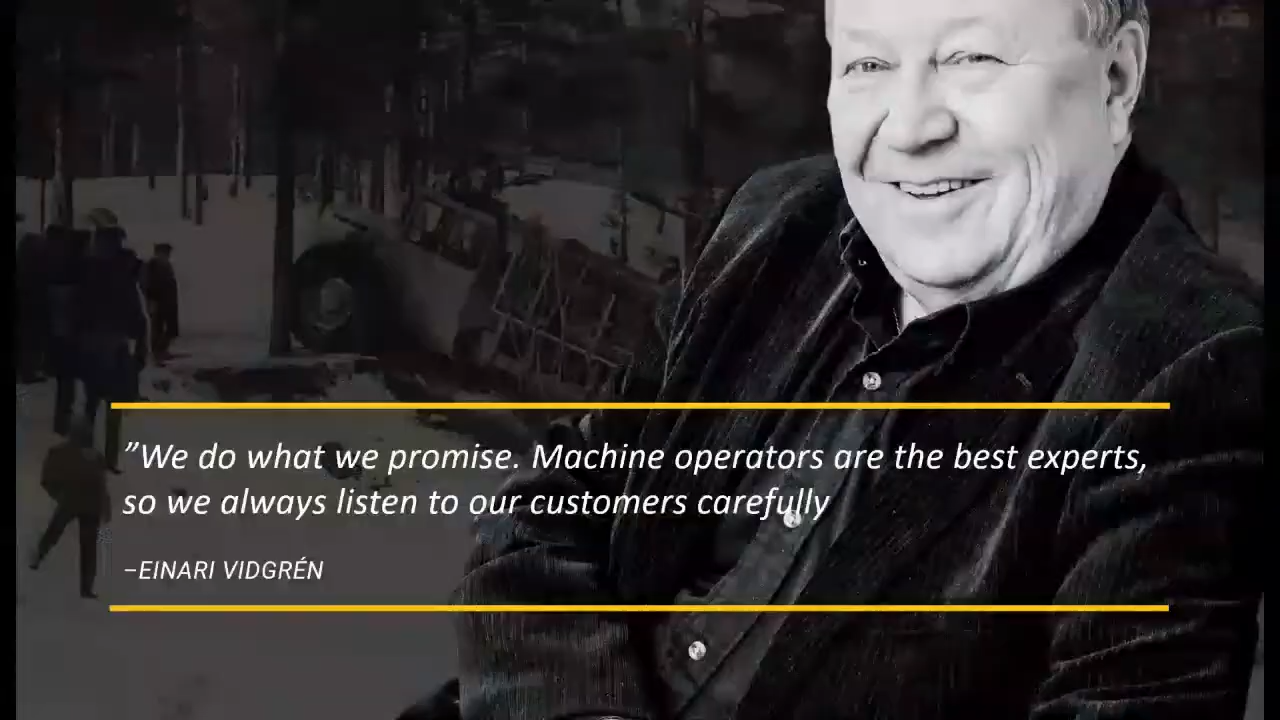 ”We do what we promise. Machine operators are the best experts,
so we always listen to our customers carefully
–EINARI VIDGRÉN